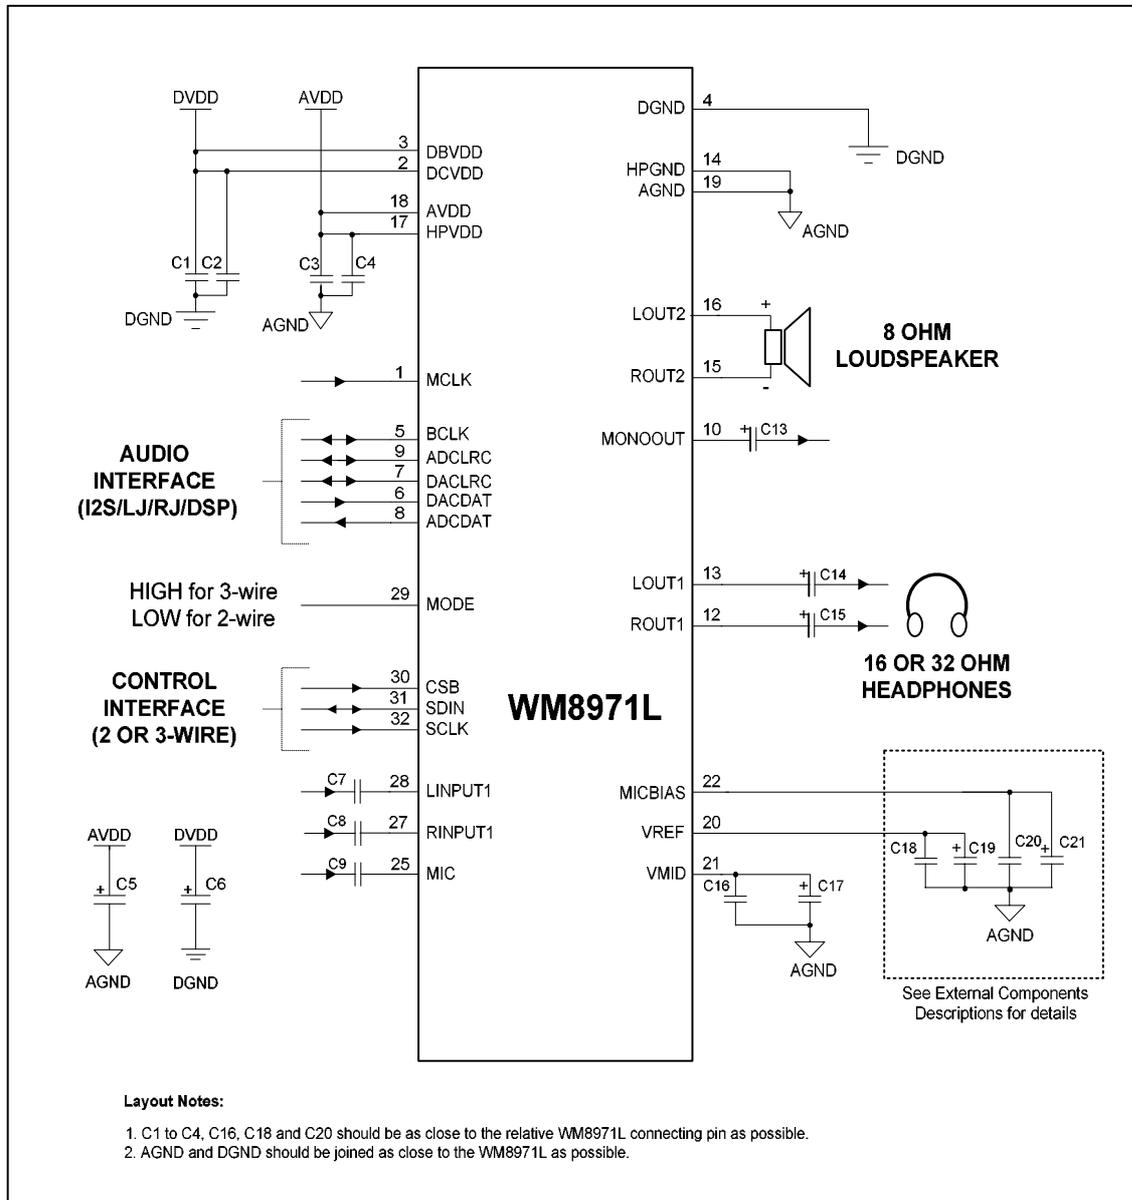 DVDD
AVDD
3
DBVDD
2
DCVDD
18
AVDD
17
HPVDD
C1
C2
C3
C4
DGND
AGND
1
MCLK
AUDIO
INTERFACE
(I2S/LJ/RJ/DSP)
5
BCLK
9
ADCLRC
7
DACLRC
6
DACDAT
8
ADCDAT
HIGH for 3-wire
LOW for 2-wire
29
MODE
CONTROL
INTERFACE
(2 OR 3-WIRE)
30
CSB
31
SDIN
32
SCLK
C7
28
LINPUT1
C8
27
RINPUT1
C9
25
MIC
AVDD
DVDD
+
C5
+
C6
AGND
DGND
WM8971L
DGND
4
DGND
HPGND
14
AGND
19
AGND
LOUT2
16
+
ROUT2
15
-
8 OHM
LOUDSPEAKER
MONOOUT
10
+
C13
LOUT1
13
+
C14
ROUT1
12
+
C15
16 OR 32 OHM
HEADPHONES
MICBIAS
22
VREF
20
VMID
21
C16
+
C17
AGND
C18
+
C19
C20
+
C21
AGND
See External Components
Descriptions for details
Layout Notes:
1. C1 to C4, C16, C18 and C20 should be as close to the relative WM8971L connecting pin as possible.
2. AGND and DGND should be joined as close to the WM8971L as possible.